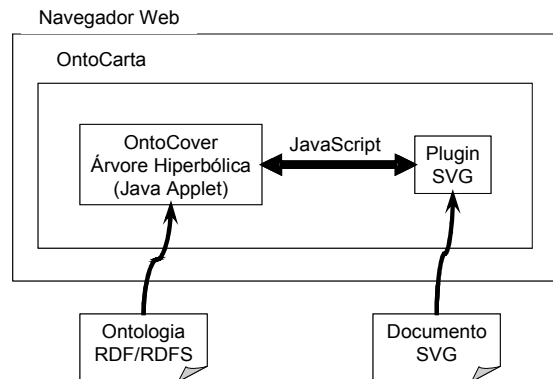 Navegador Web
OntoCarta
OntoCover
Árvore Hiperbólica
(Java Applet)
JavaScript
Plugin
SVG
Ontologia
RDF/RDFS
Documento
SVG